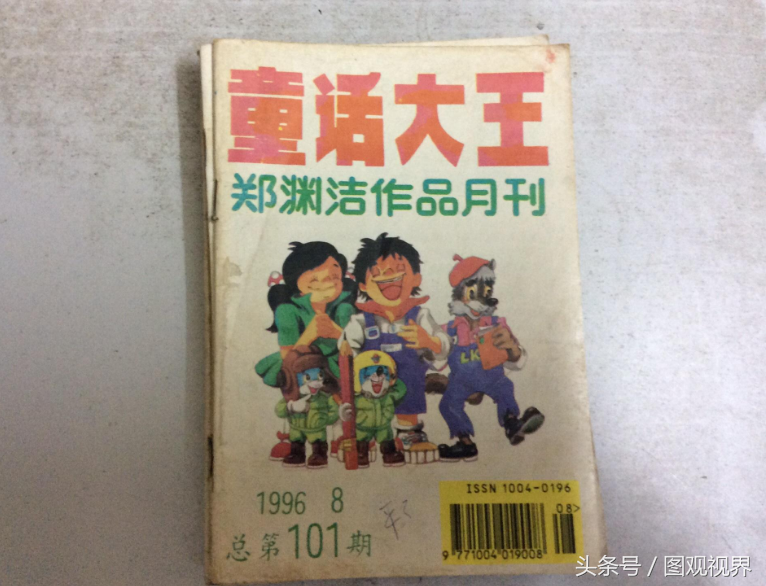 童话大王
郑渊洁作品月刊
LK
1996 8
总第101期
ISSN 1004-0196
08>
9 771004 019008
头条号 / 图观视界